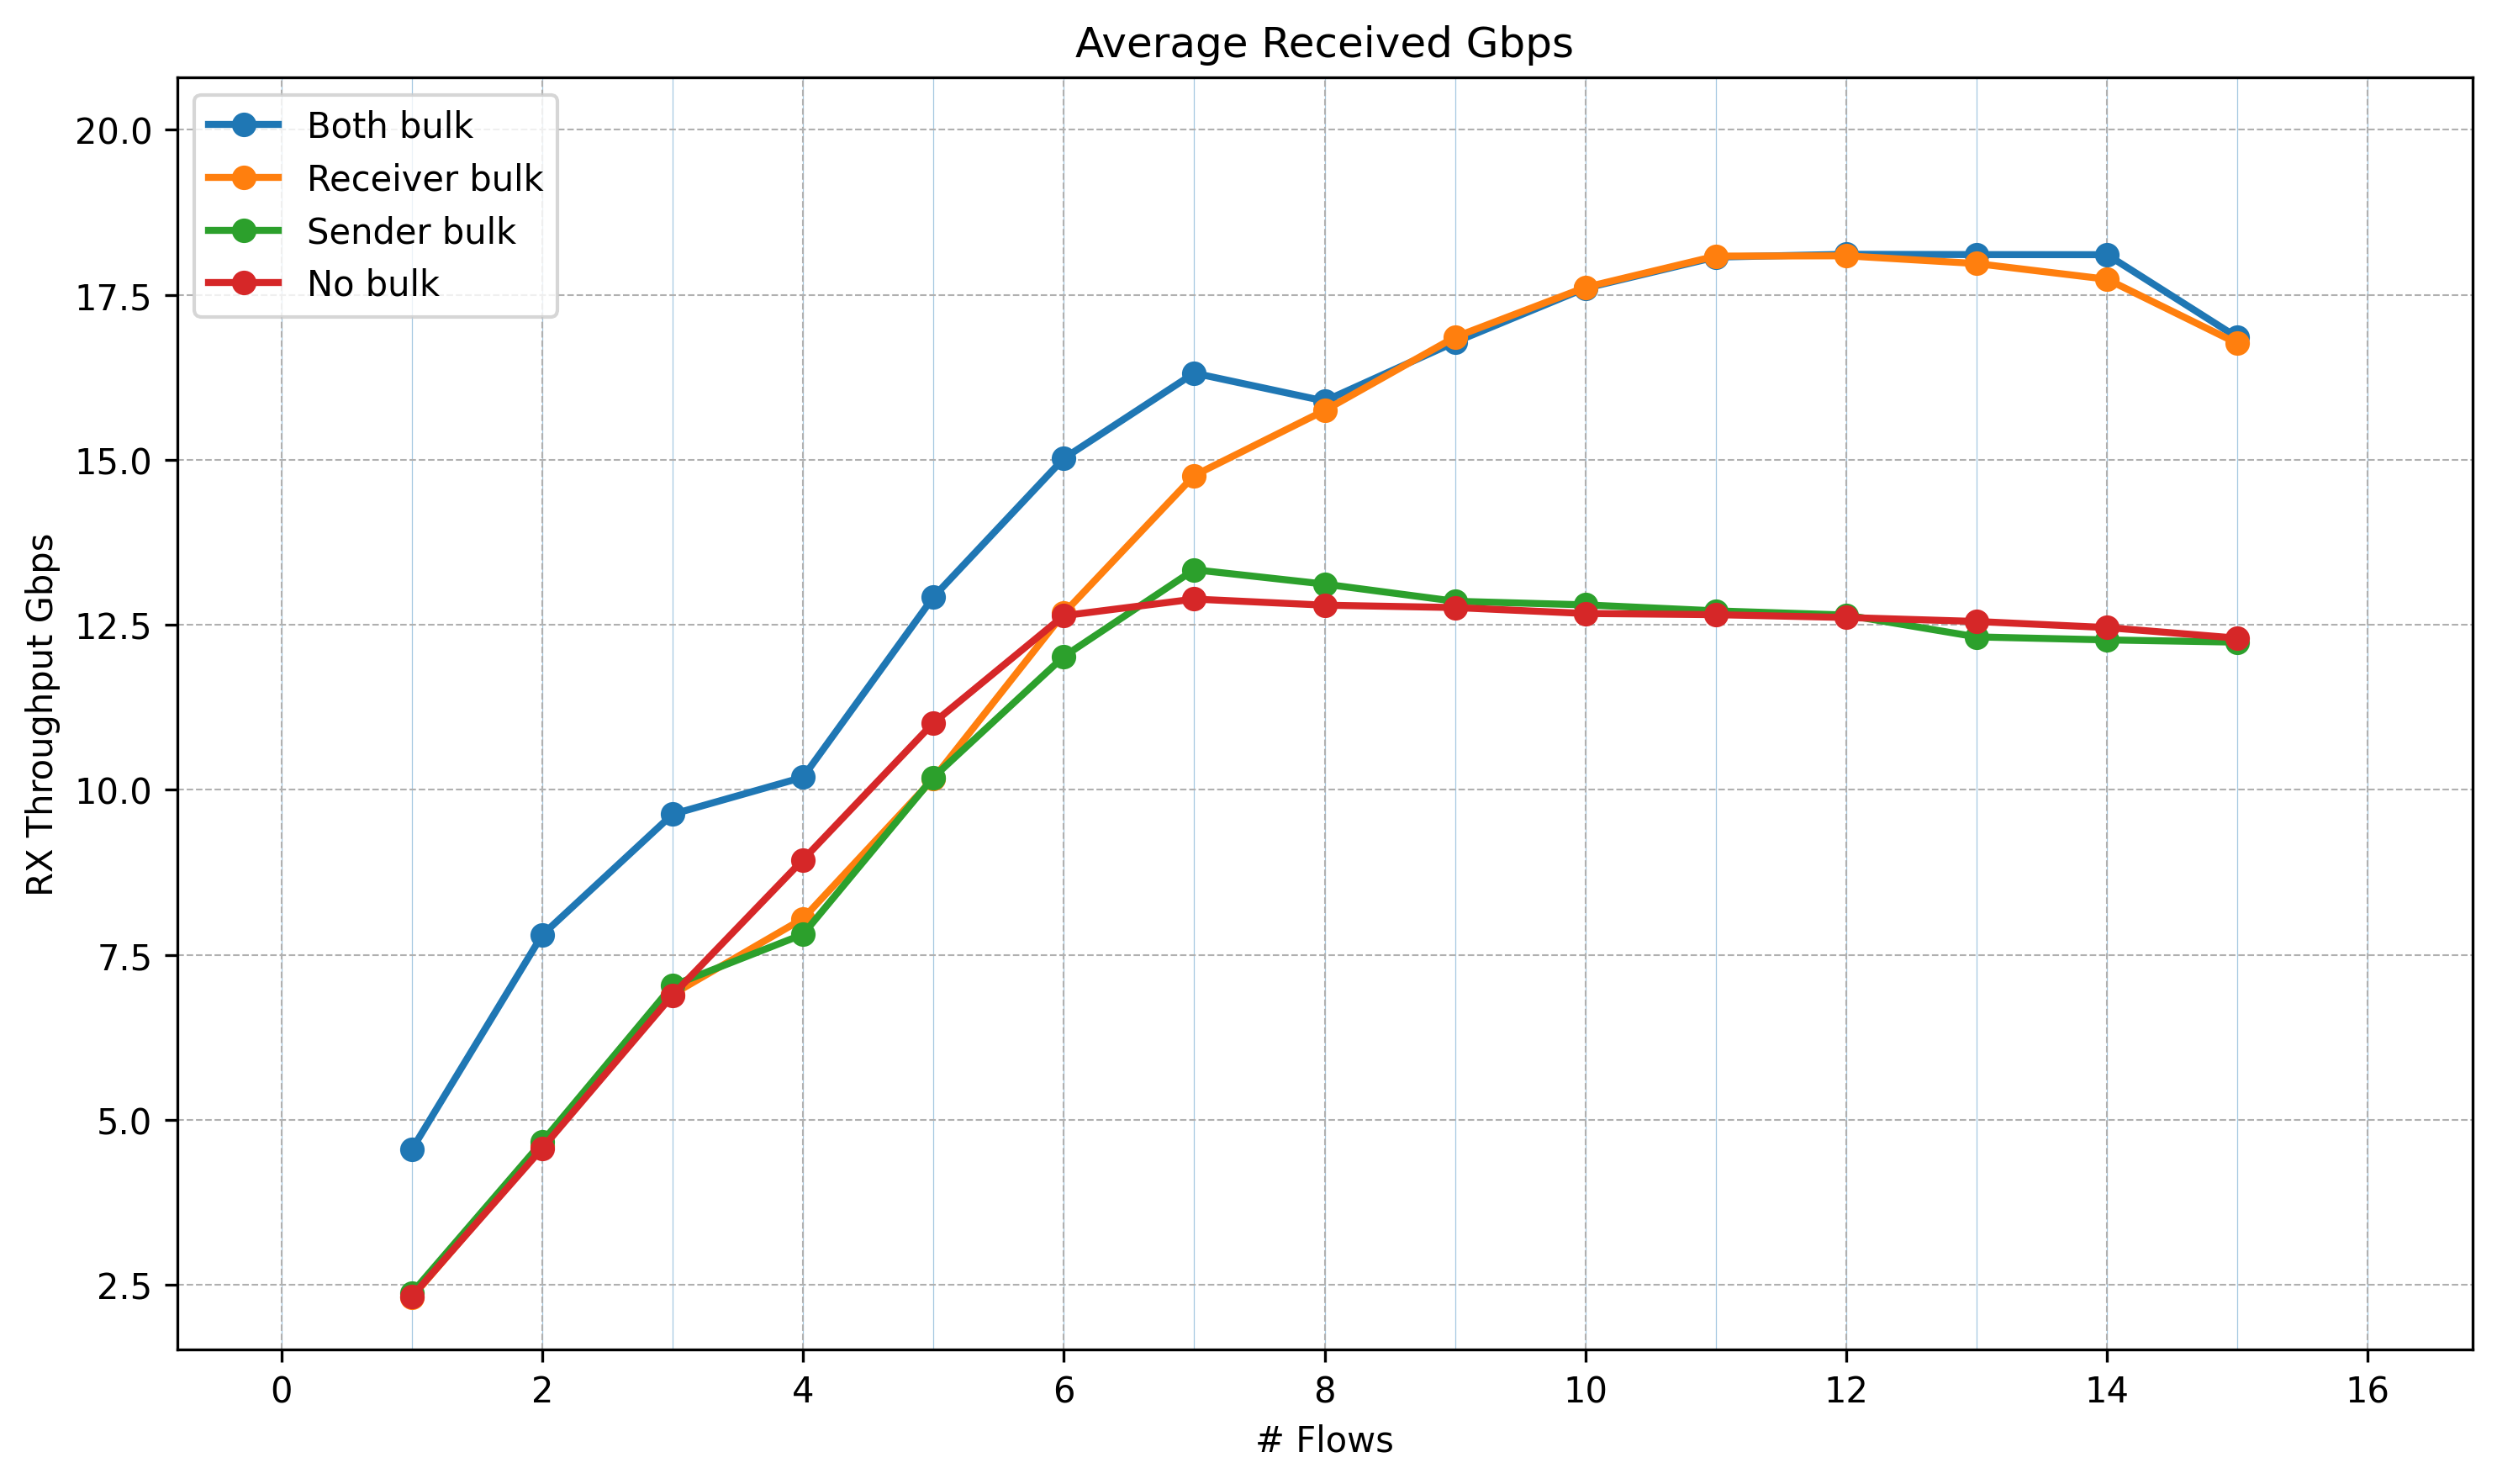 Average Received Gbps
Both bulk
Receiver bulk
Sender bulk
No bulk
20.0
17.5
15.0
12.5
10.0
7.5
5.0
2.5
RX Throughput Gbps
0 2 4 6 8 10 12 14 16
# Flows